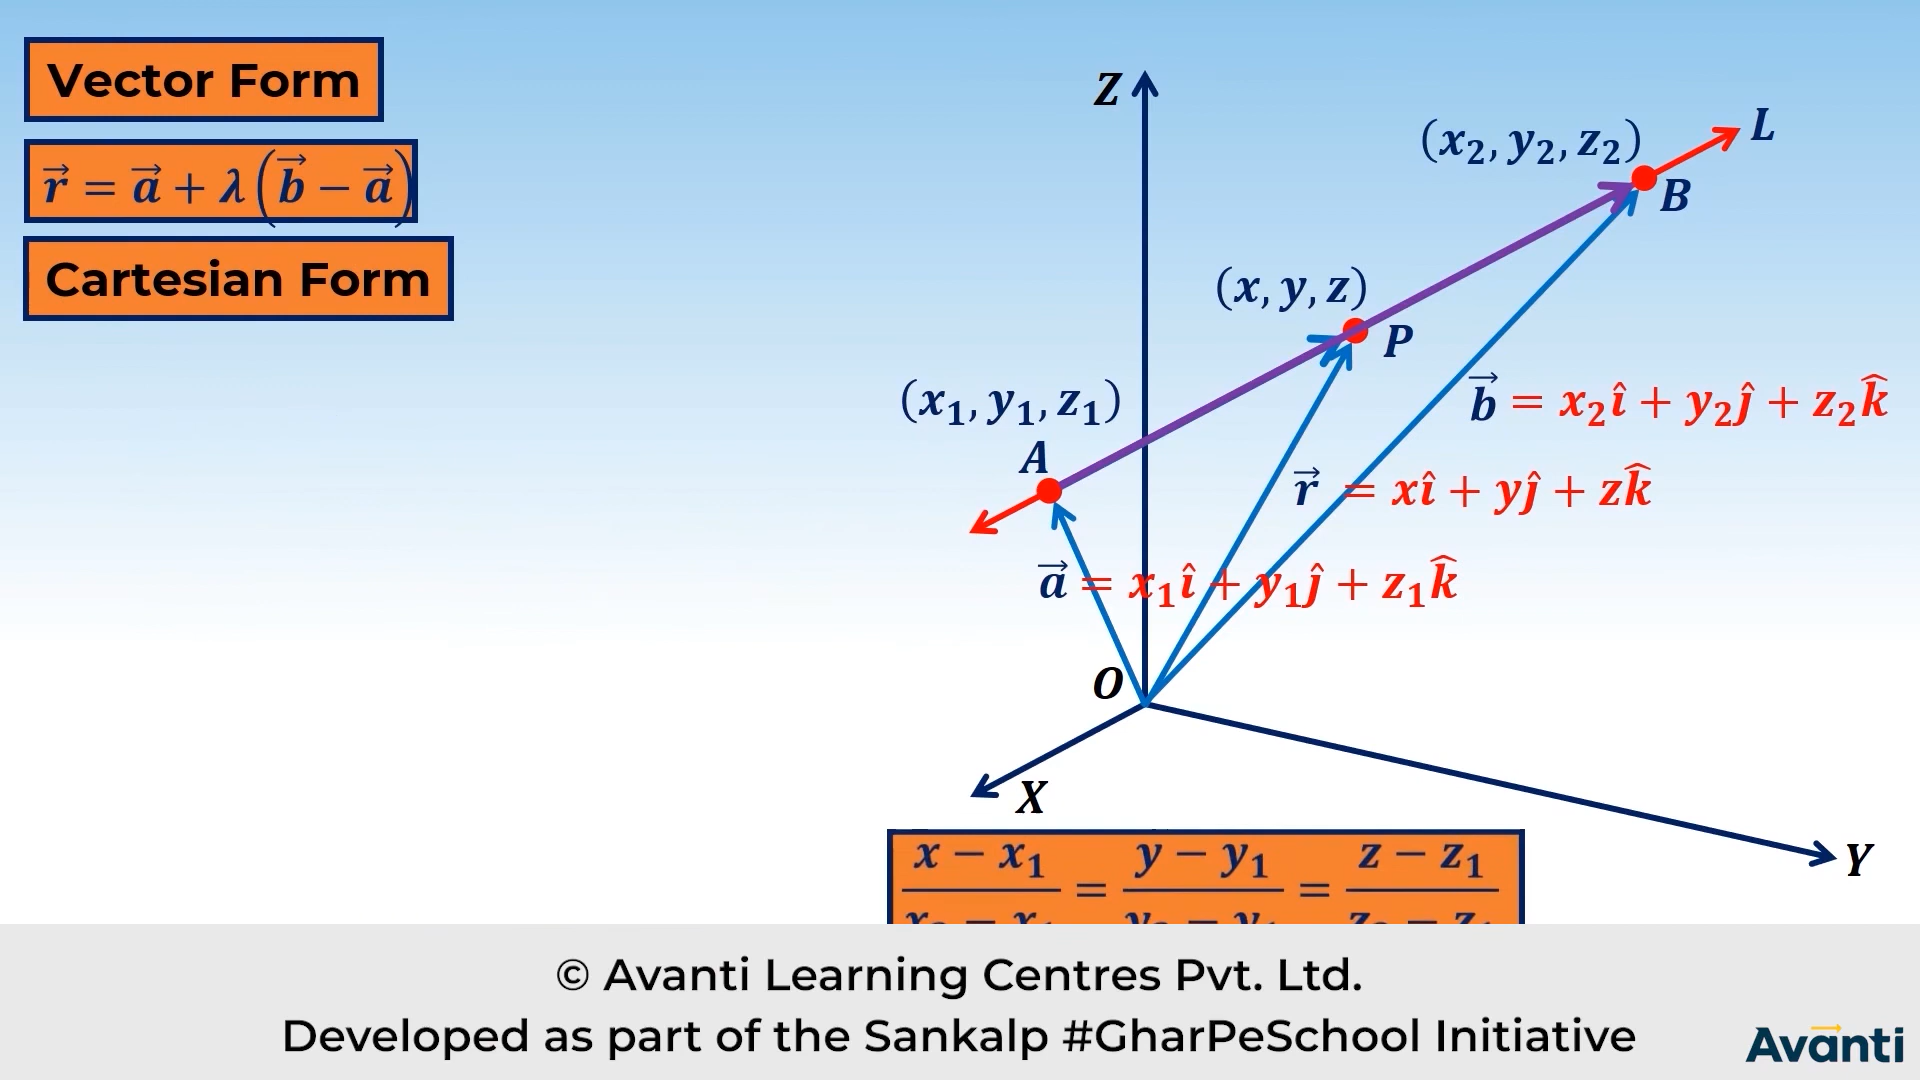 Vector Form
r⃗ = a⃗ + λ(b⃗ − a⃗)
Cartesian Form
Z
L
(x₂, y₂, z₂)
B
(x, y, z)
P
(x₁, y₁, z₁)
A
b⃗ = x₂î + y₂ĵ + z₂k̂
r⃗ = xî + yĵ + zk̂
a⃗ = x₁î + y₁ĵ + z₁k̂
O
X
Y
x − x₁ = y − y₁ = z − z₁
© Avanti Learning Centres Pvt. Ltd.
Developed as part of the Sankalp #GharPeSchool Initiative
Avanti